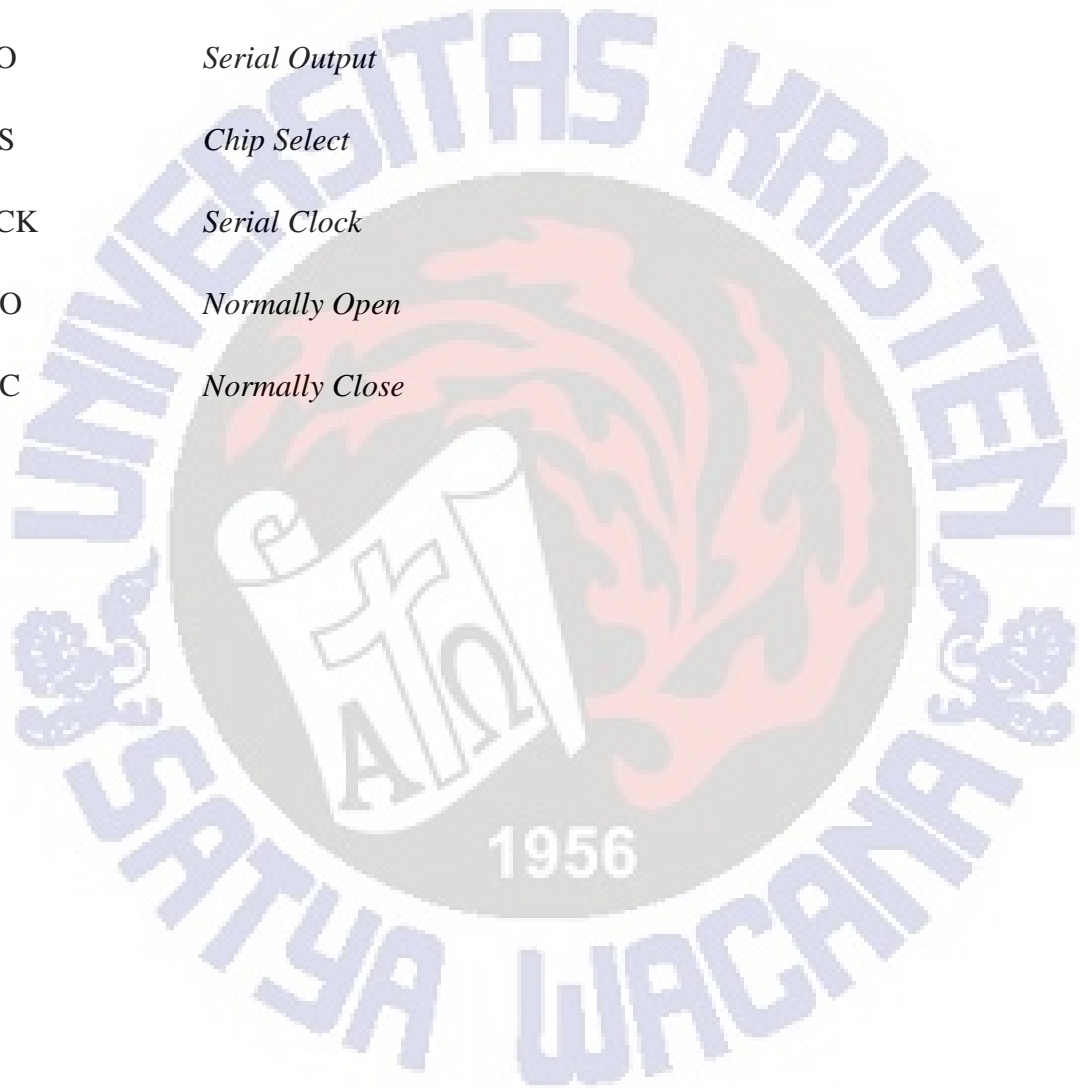 O Serial Output
S Chip Select
CK Serial Clock
O Normally Open
C Normally Close
UNIVERSITAS KRISTEN
SATYA WACANA
Α Ω
1956